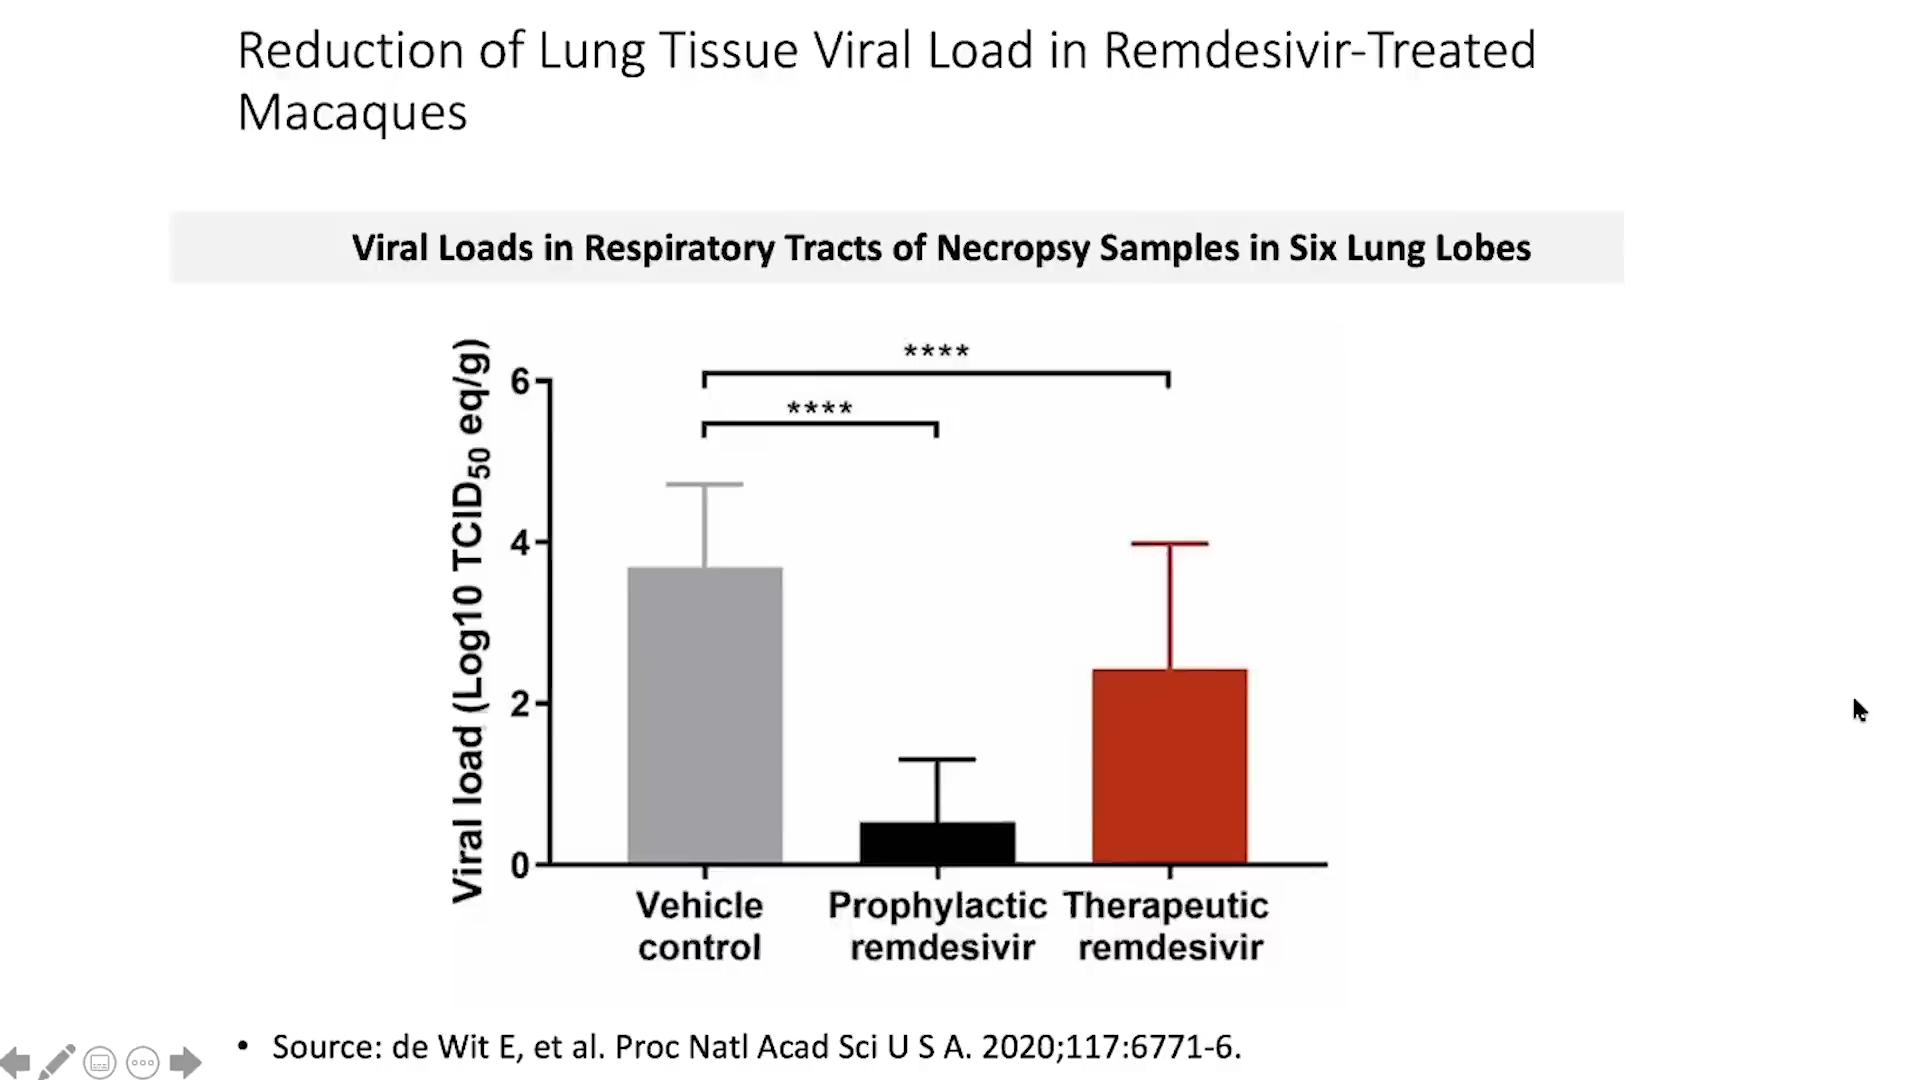 Reduction of Lung Tissue Viral Load in Remdesivir-Treated
Macaques
Viral Loads in Respiratory Tracts of Necropsy Samples in Six Lung Lobes
Viral load (Log10 TCID50 eq/g)
****
****
6
4
2
0
Vehicle control
Prophylactic remdesivir
Therapeutic remdesivir
• Source: de Wit E, et al. Proc Natl Acad Sci U S A. 2020;117:6771-6.